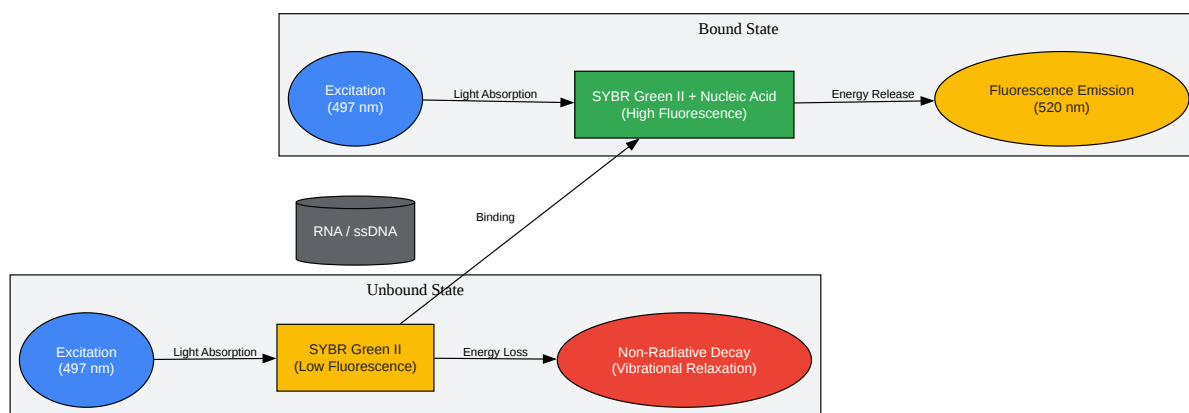 Bound State
Excitation
(497 nm)
Light Absorption
SYBR Green II + Nucleic Acid
(High Fluorescence)
Energy Release
Fluorescence Emission
(520 nm)
Binding
RNA / ssDNA
Unbound State
Excitation
(497 nm)
Light Absorption
SYBR Green II
(Low Fluorescence)
Energy Loss
Non-Radiative Decay
(Vibrational Relaxation)